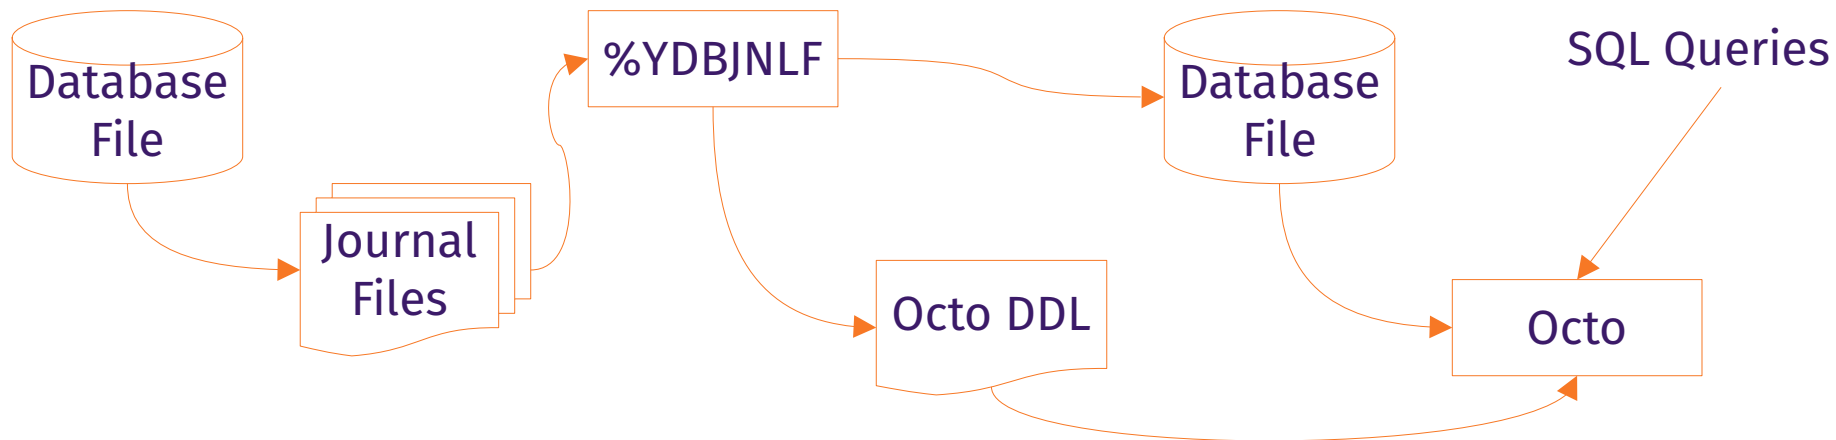 Database
File
Journal
Files
%YDBJNLF
Octo DDL
Database
File
SQL Queries
Octo